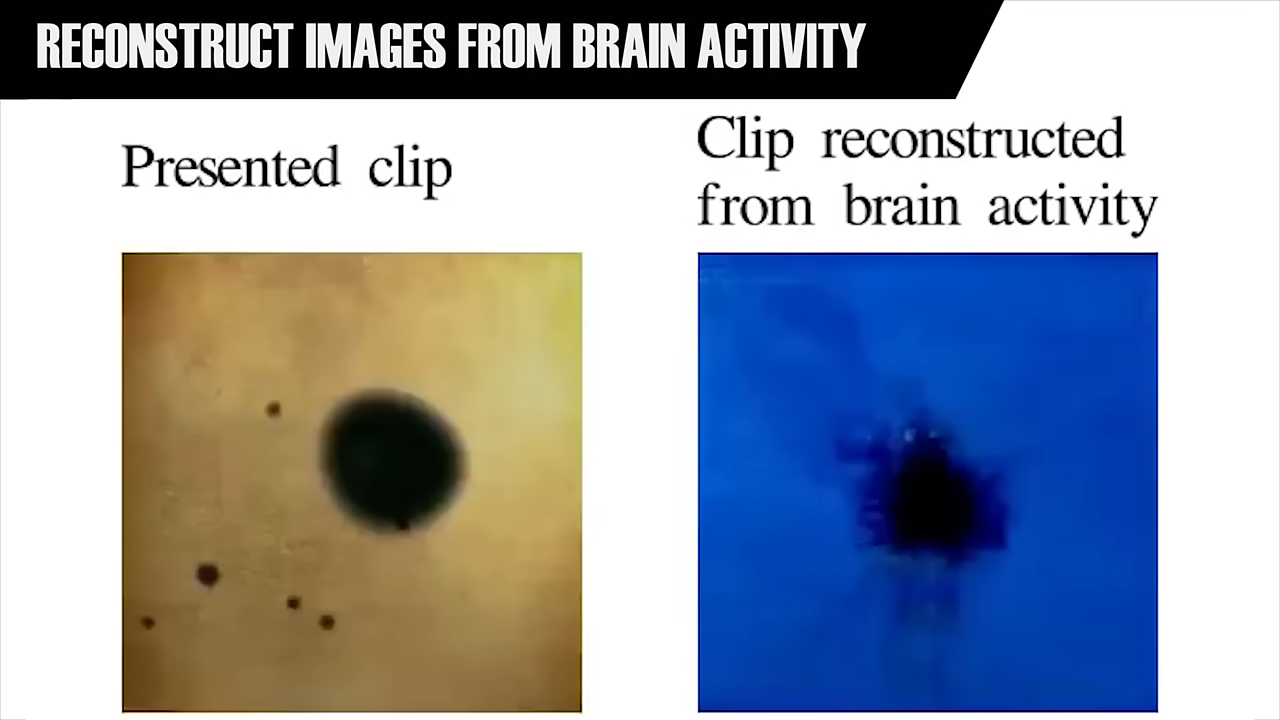 RECONSTRUCT IMAGES FROM BRAIN ACTIVITY
Presented clip
Clip reconstructed
from brain activity